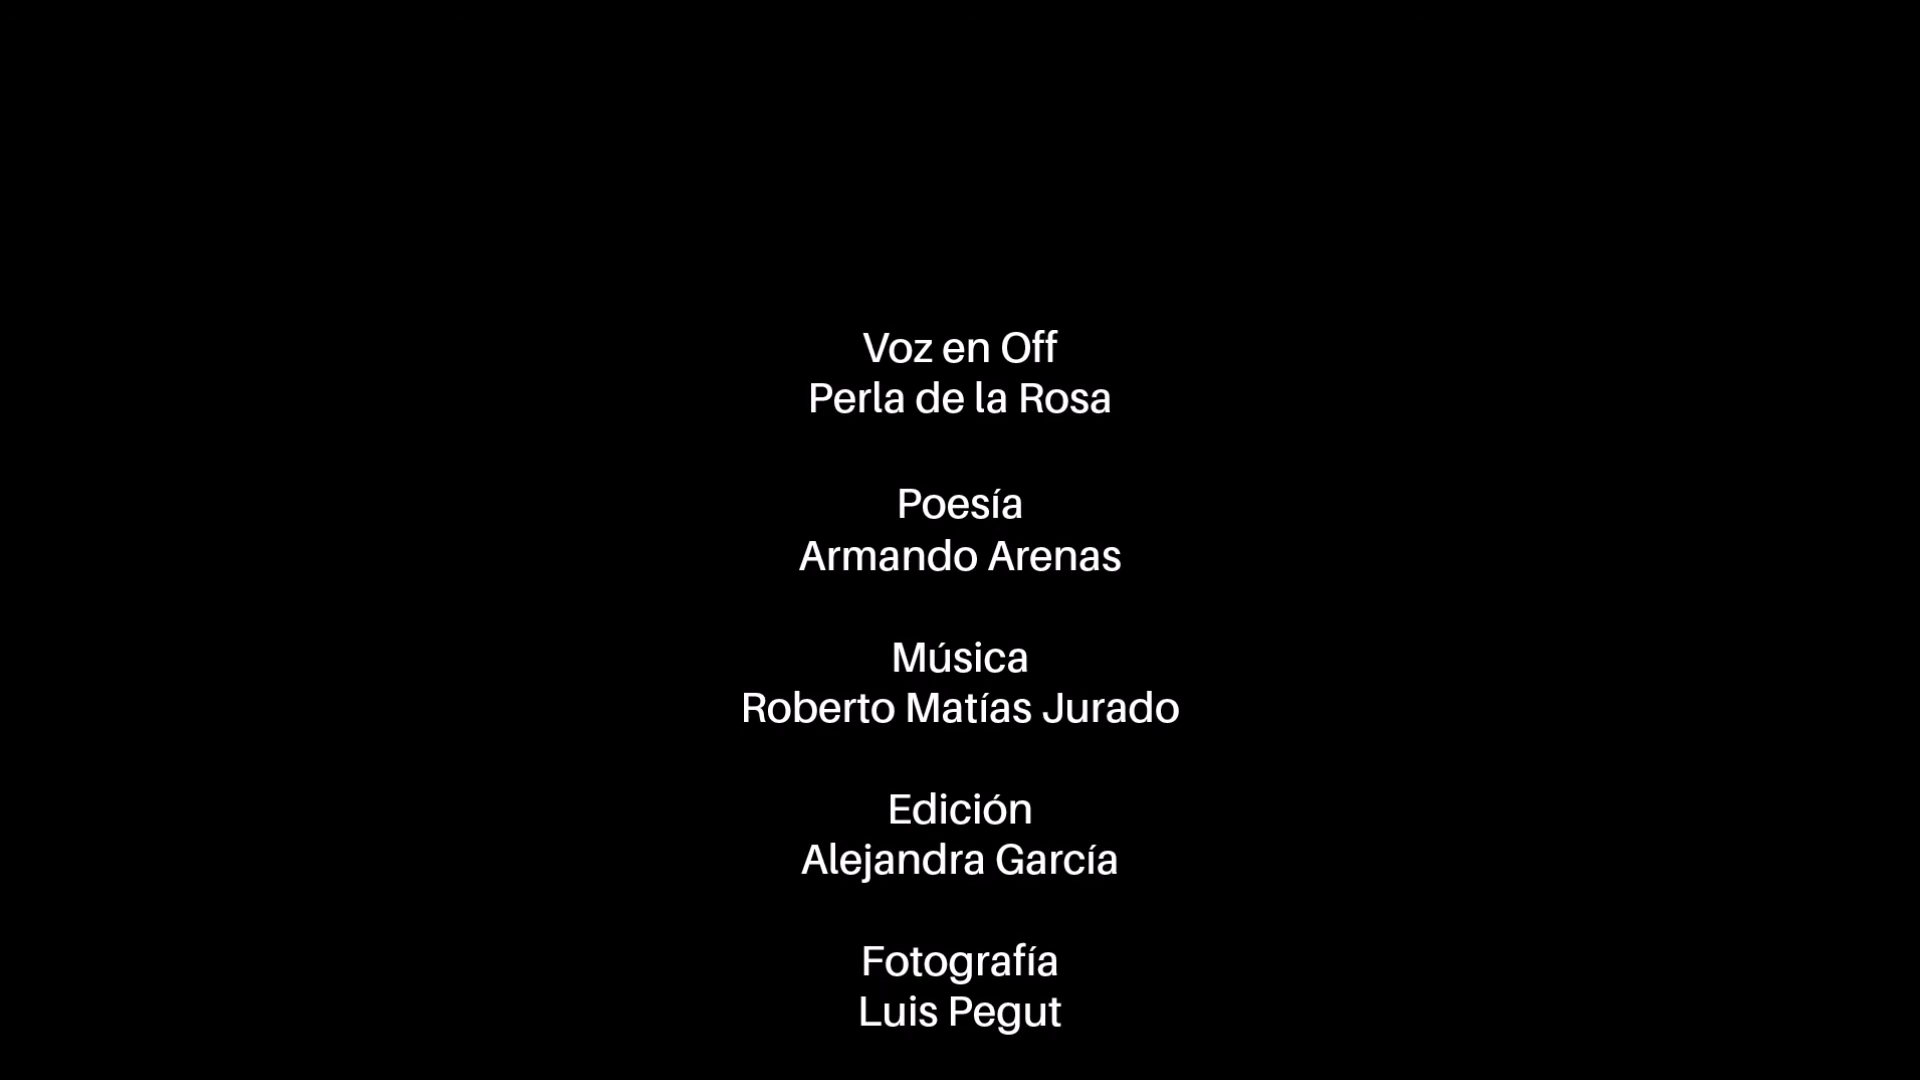 Voz en Off
Perla de la Rosa
Poesía
Armando Arenas
Música
Roberto Matías Jurado
Edición
Alejandra García
Fotografía
Luis Pegut